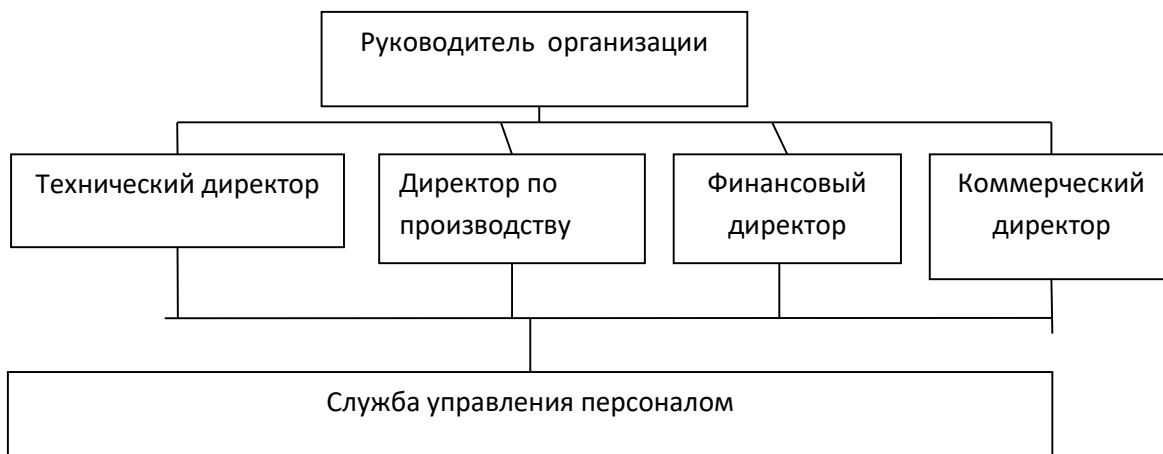 Руководитель организации
Технический директор
Директор по
производству
Финансовый
директор
Коммерческий
директор
Служба управления персоналом